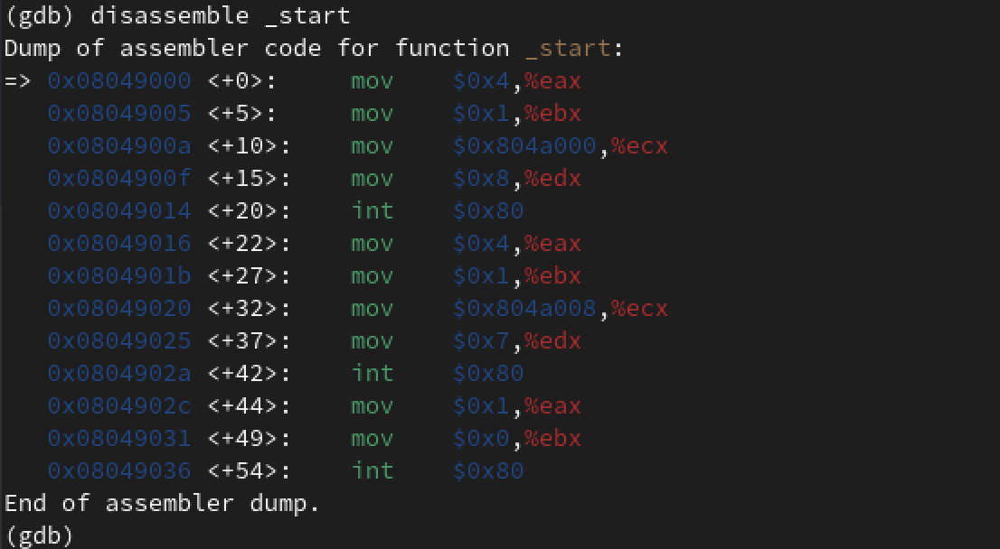 (gdb) disassemble _start
Dump of assembler code for function _start:
=> 0x08049000 <+0>:     mov    $0x4,%eax
   0x08049005 <+5>:     mov    $0x1,%ebx
   0x0804900a <+10>:    mov    $0x804a000,%ecx
   0x0804900f <+15>:    mov    $0x8,%edx
   0x08049014 <+20>:    int    $0x80
   0x08049016 <+22>:    mov    $0x4,%eax
   0x0804901b <+27>:    mov    $0x1,%ebx
   0x08049020 <+32>:    mov    $0x804a008,%ecx
   0x08049025 <+37>:    mov    $0x7,%edx
   0x0804902a <+42>:    int    $0x80
   0x0804902c <+44>:    mov    $0x1,%eax
   0x08049031 <+49>:    mov    $0x0,%ebx
   0x08049036 <+54>:    int    $0x80
End of assembler dump.
(gdb)